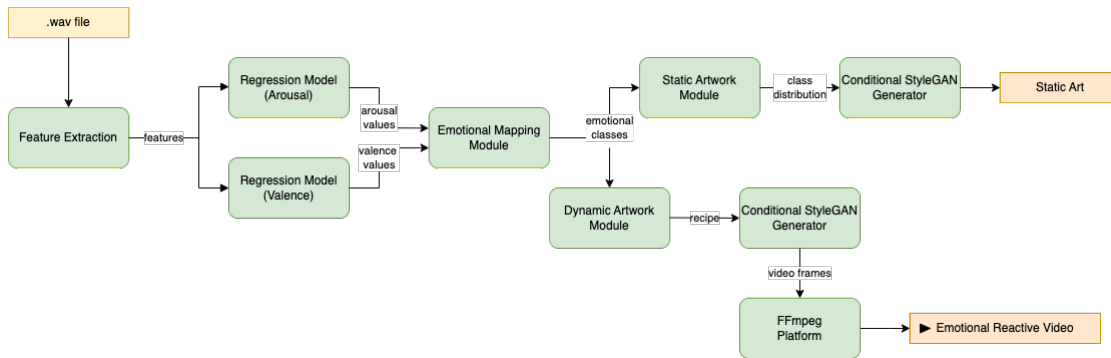 .wav file
Feature Extraction
features
Regression Model
(Arousal)
Regression Model
(Valence)
arousal
values
valence
values
Emotional Mapping
Module
emotional
classes
Static Artwork
Module
class
distribution
Conditional StyleGAN
Generator
Static Art
Dynamic Artwork
Module
recipe
Conditional StyleGAN
Generator
video frames
FFmpeg
Platform
Emotional Reactive Video